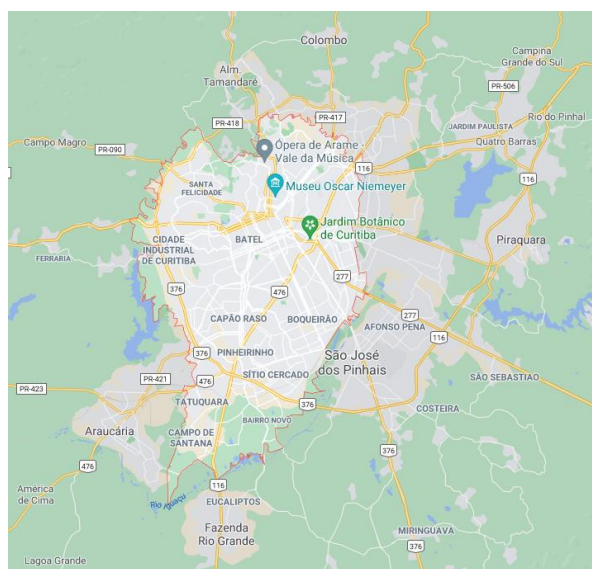 Colombo
Campina
Grande do Sul
Alm.
Tamandaré
PR-506
PR-417
Rio do Pinhal
PR-418
JARDIM PAULISTA
Campo Magro
PR-090
Ópera de Arame -
Vale da Música
Quatro Barras
116
116
SANTA
FELICIDADE
Museu Oscar Niemeyer
Jardim Botânico
de Curitiba
CIDADE
INDUSTRIAL
DE CURITIBA
BATEL
Piraquara
FERRARIA
277
376
476
277
CAPÃO RASO
BOQUEIRÃO
AFONSO PENA
116
376
PINHEIRINHO
São José
dos Pinhais
PR-421
476
SÍTIO CERCADO
SÃO SEBASTIAO
PR-423
TATUQUARA
376
COSTEIRA
BAIRRO NOVO
Araucária
CAMPO DE
SANTANA
376
476
116
América
de Cima
Rio Iguaçu
EUCALIPTOS
Fazenda
Rio Grande
MIRINGUAVA
376
Lagoa Grande